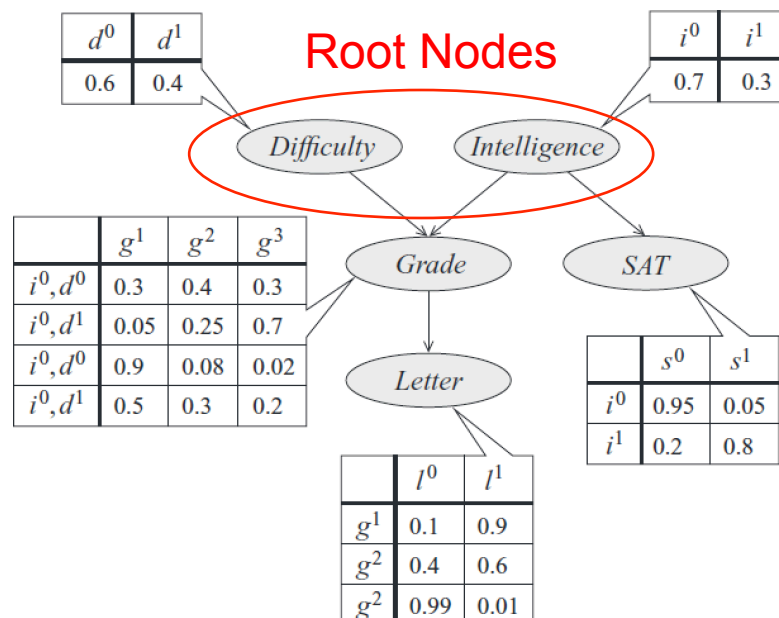 Root Nodes
d⁰ d¹
0.6 0.4
i⁰ i¹
0.7 0.3
Difficulty
Intelligence
g¹ g² g³
i⁰,d⁰ 0.3 0.4 0.3
i⁰,d¹ 0.05 0.25 0.7
i⁰,d⁰ 0.9 0.08 0.02
i⁰,d¹ 0.5 0.3 0.2
Grade
SAT
Letter
s⁰ s¹
i⁰ 0.95 0.05
i¹ 0.2 0.8
l⁰ l¹
g¹ 0.1 0.9
g² 0.4 0.6
g² 0.99 0.01